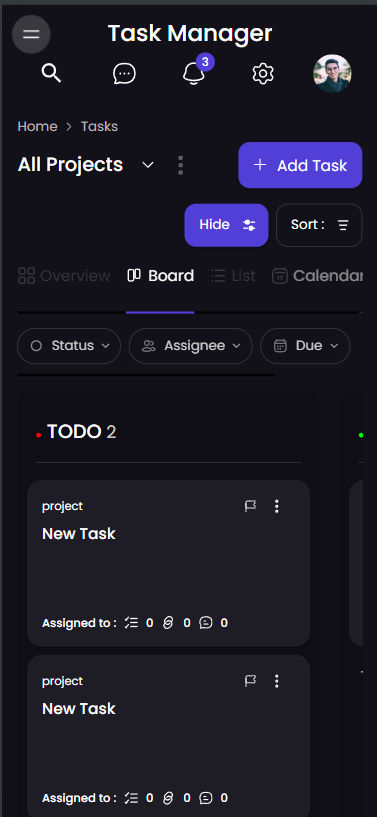 Task Manager
3
Home > Tasks
All Projects
+ Add Task
Hide
Sort :
Overview Board List Calendar
Status Assignee Due
TODO 2
project
New Task
Assigned to : 0 0 0
project
New Task
Assigned to : 0 0 0